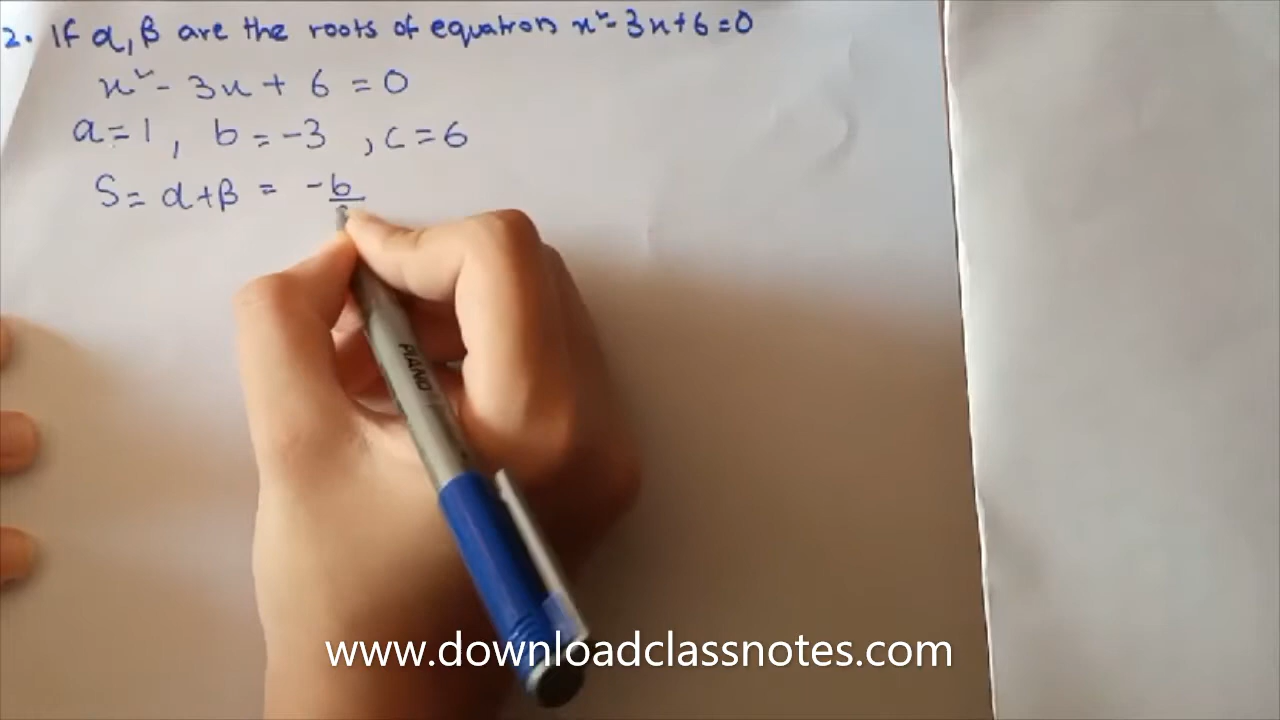 2. If α, β are the roots of equation x² - 3x + 6 = 0
x² - 3x + 6 = 0
a = 1 , b = -3 , c = 6
S = α + β = -b
PIANO
www.downloadclassnotes.com